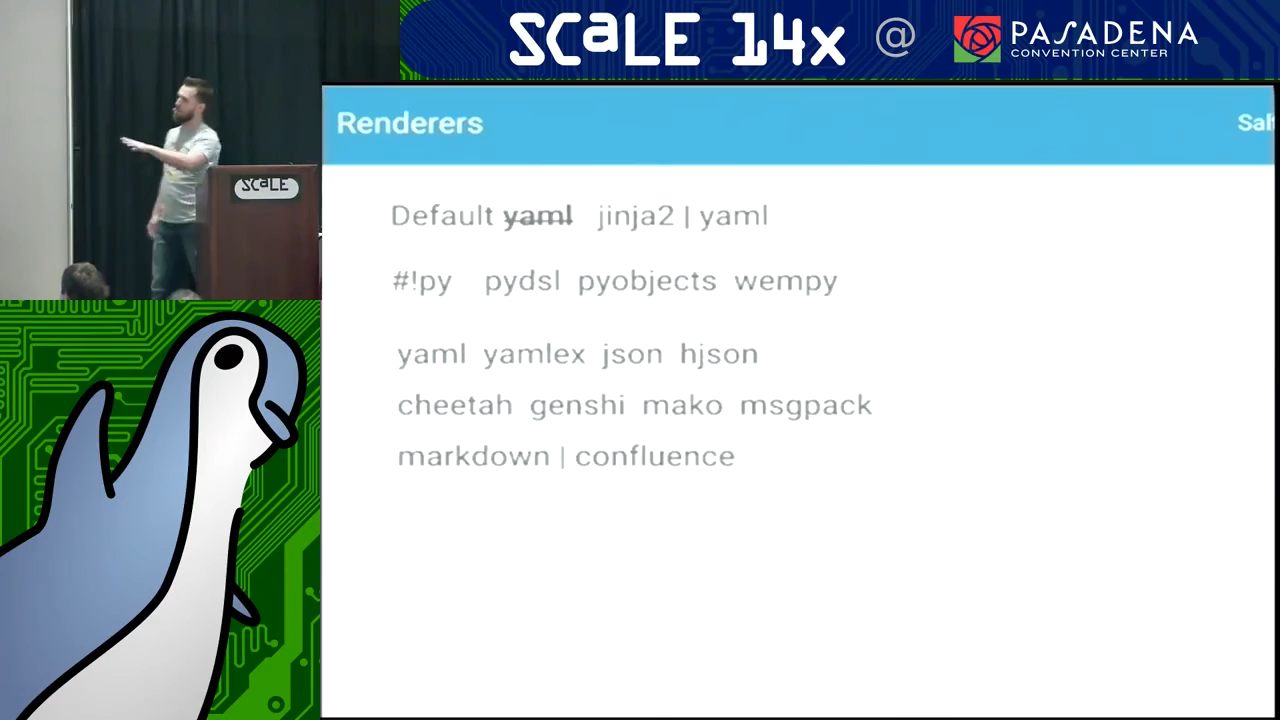 SCaLE 14x @ PASADENA
CONVENTION CENTER
SCaLE
Renderers
Default yaml jinja2 | yaml
#!py pydsl pyobjects wempy
yaml yamlex json hjson
cheetah genshi mako msgpack
markdown | confluence